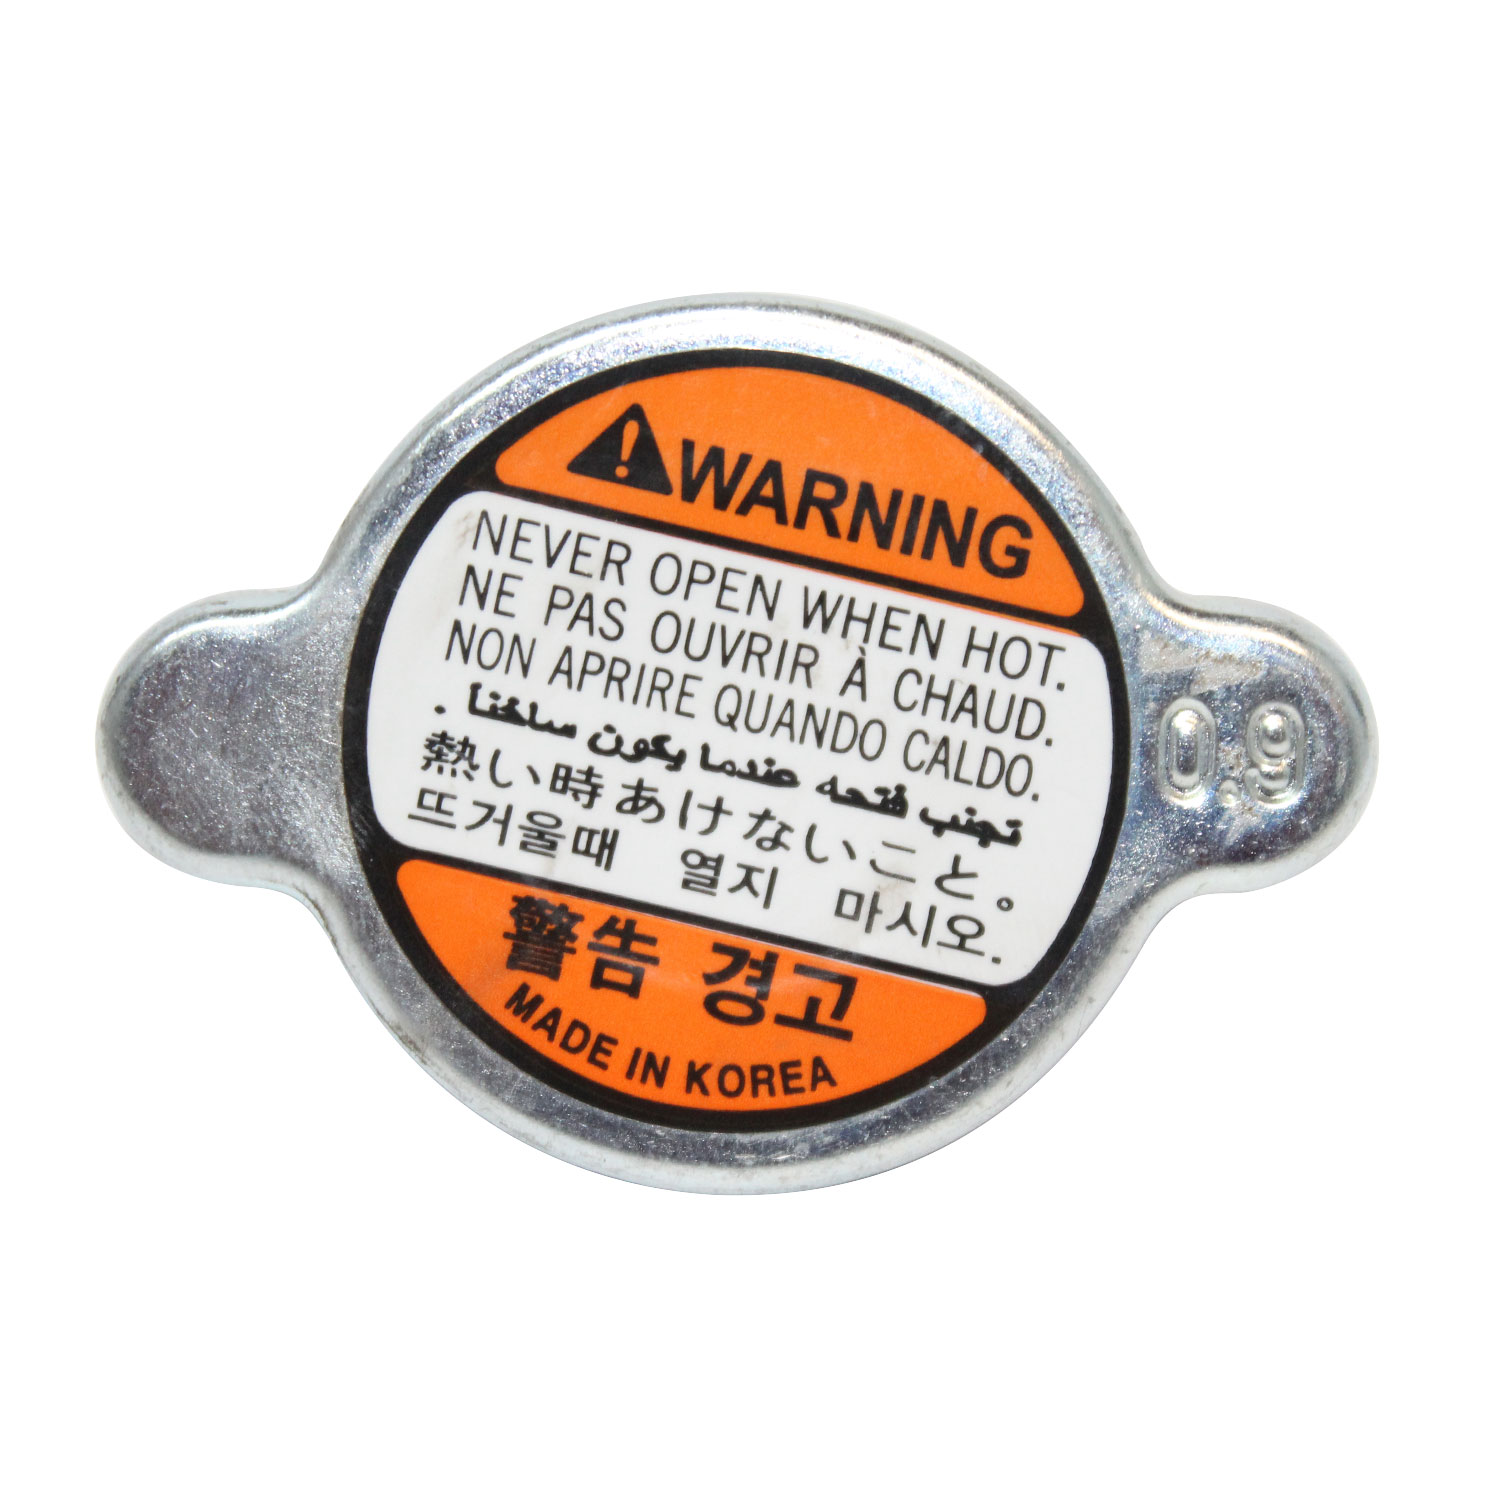 WARNING
NEVER OPEN WHEN HOT.
NE PAS OUVRIR À CHAUD.
NON APRIRE QUANDO CALDO.
تجنب فتحه عندما يكون ساخنا .
熱い時あけないこと。
뜨거울때 열지 마시오.
警告 경고
MADE IN KOREA
0.9